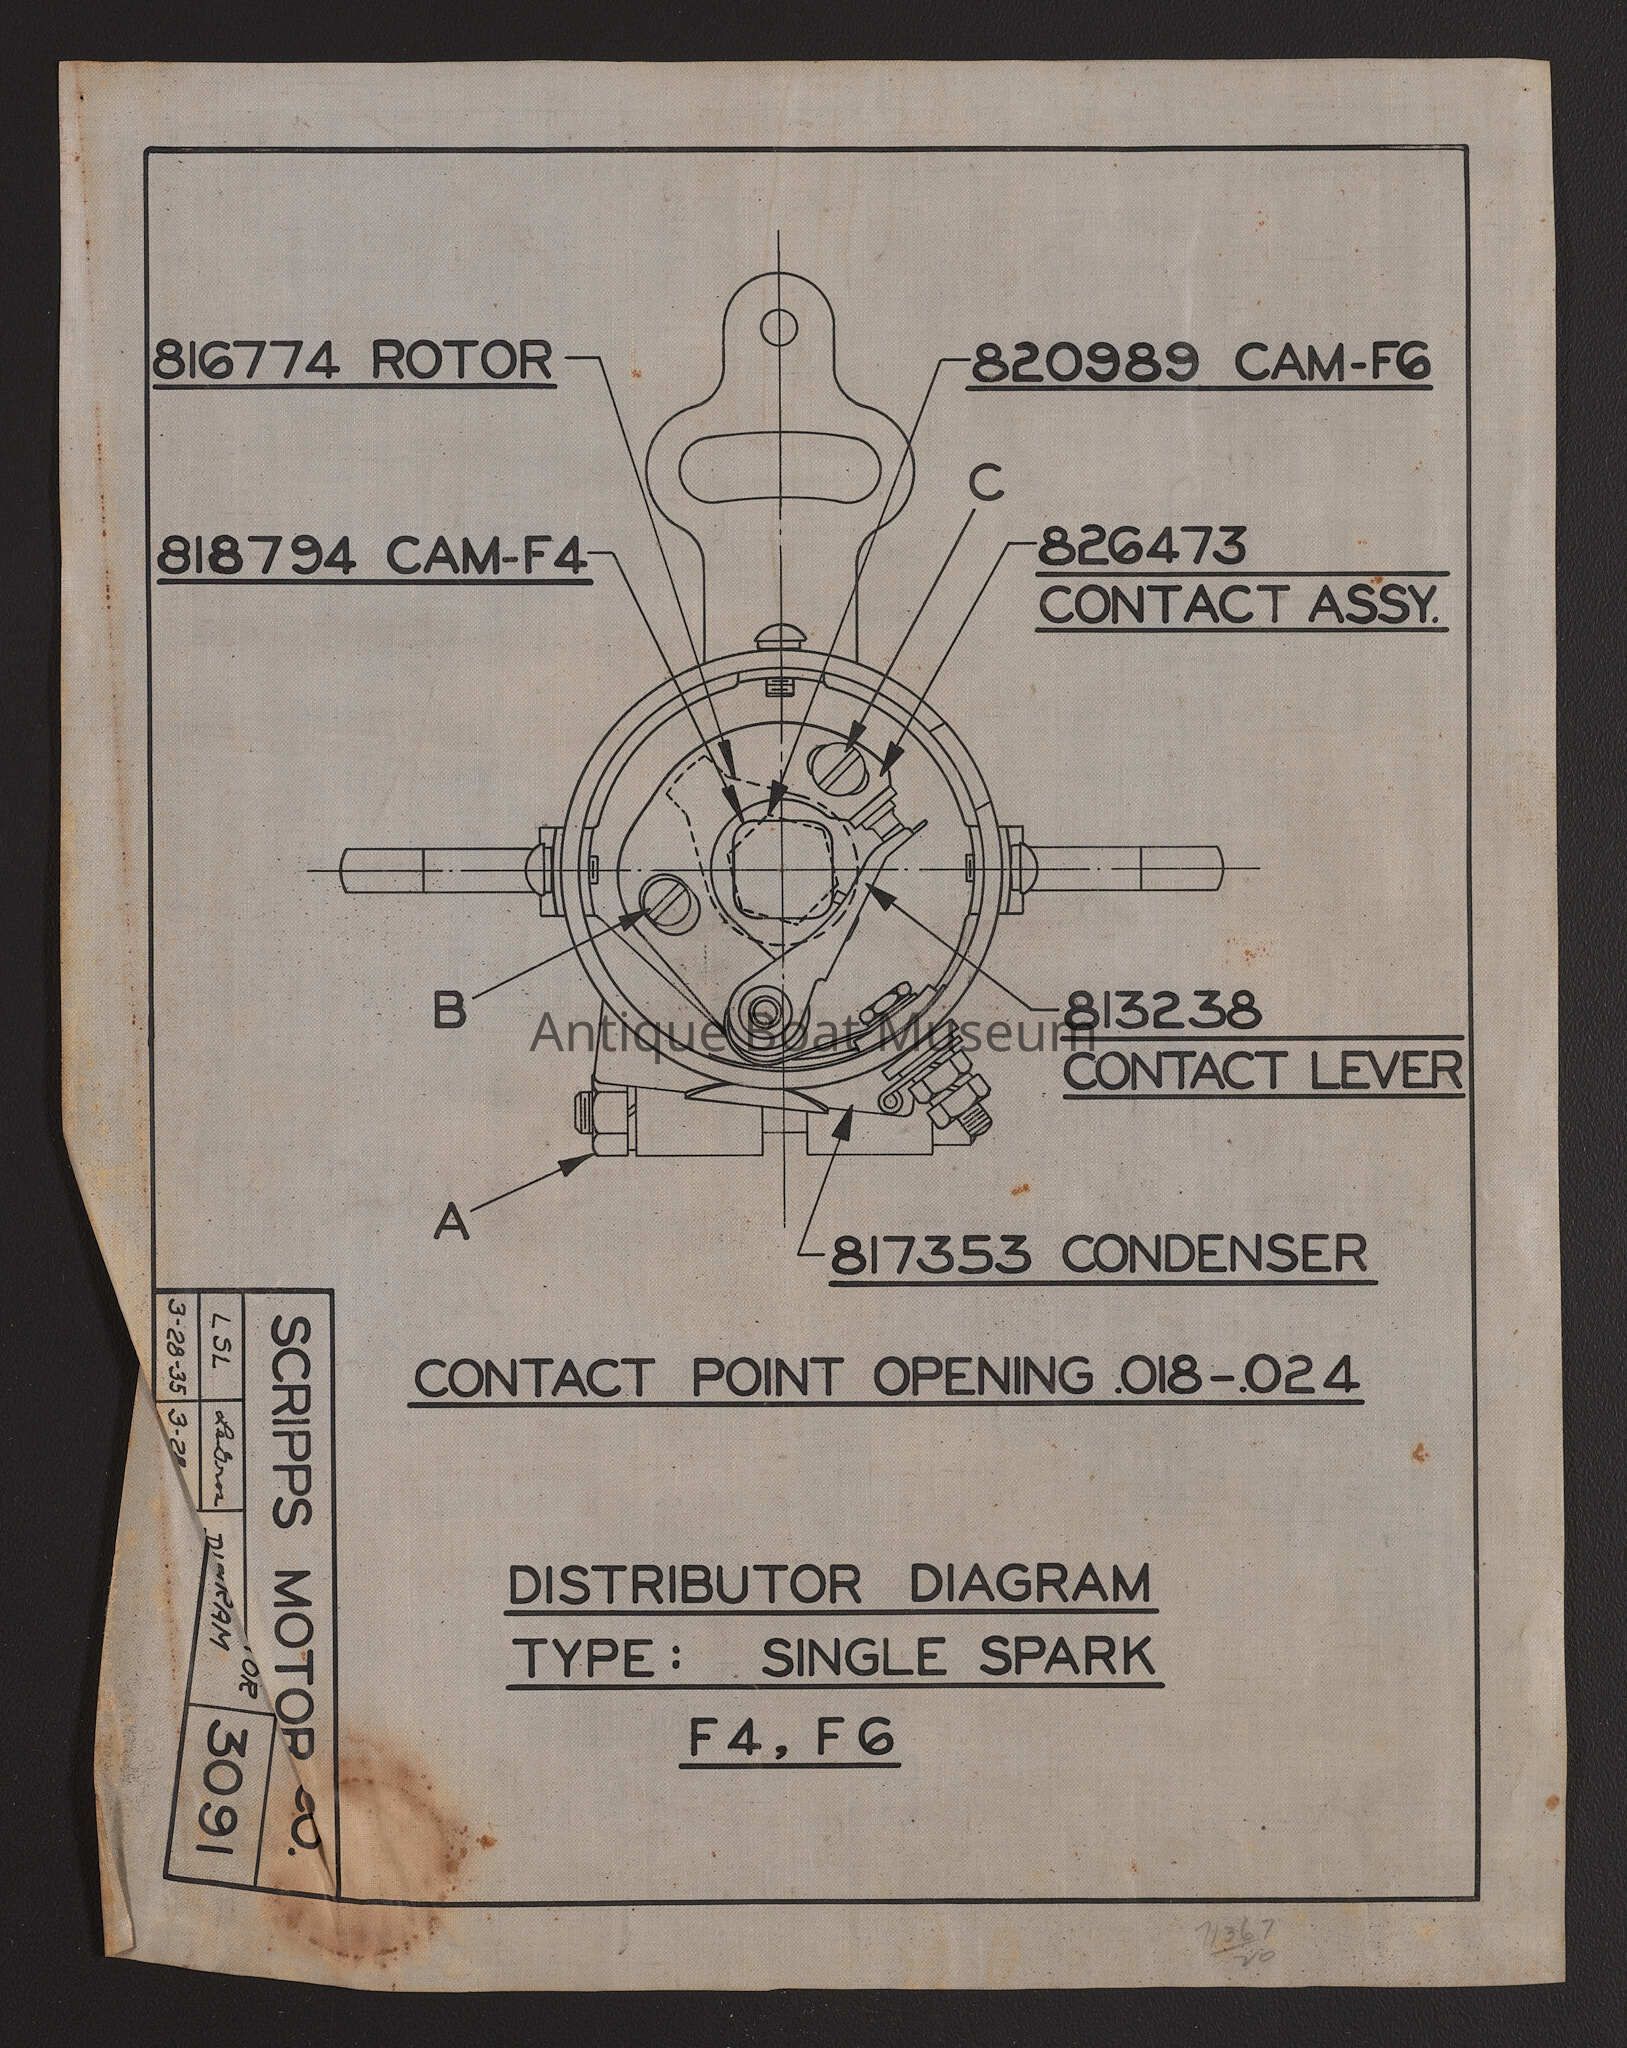 816774 ROTOR
820989 CAM-F6
C
818794 CAM-F4
826473
CONTACT ASSY.
B
813238
CONTACT LEVER
Antique Boat Museum
A
817353 CONDENSER
CONTACT POINT OPENING .018-.024
DISTRIBUTOR DIAGRAM
TYPE: SINGLE SPARK
F4, F6
SCRIPPS MOTOR CO.
LSL
3-28-35
3091
71367
20